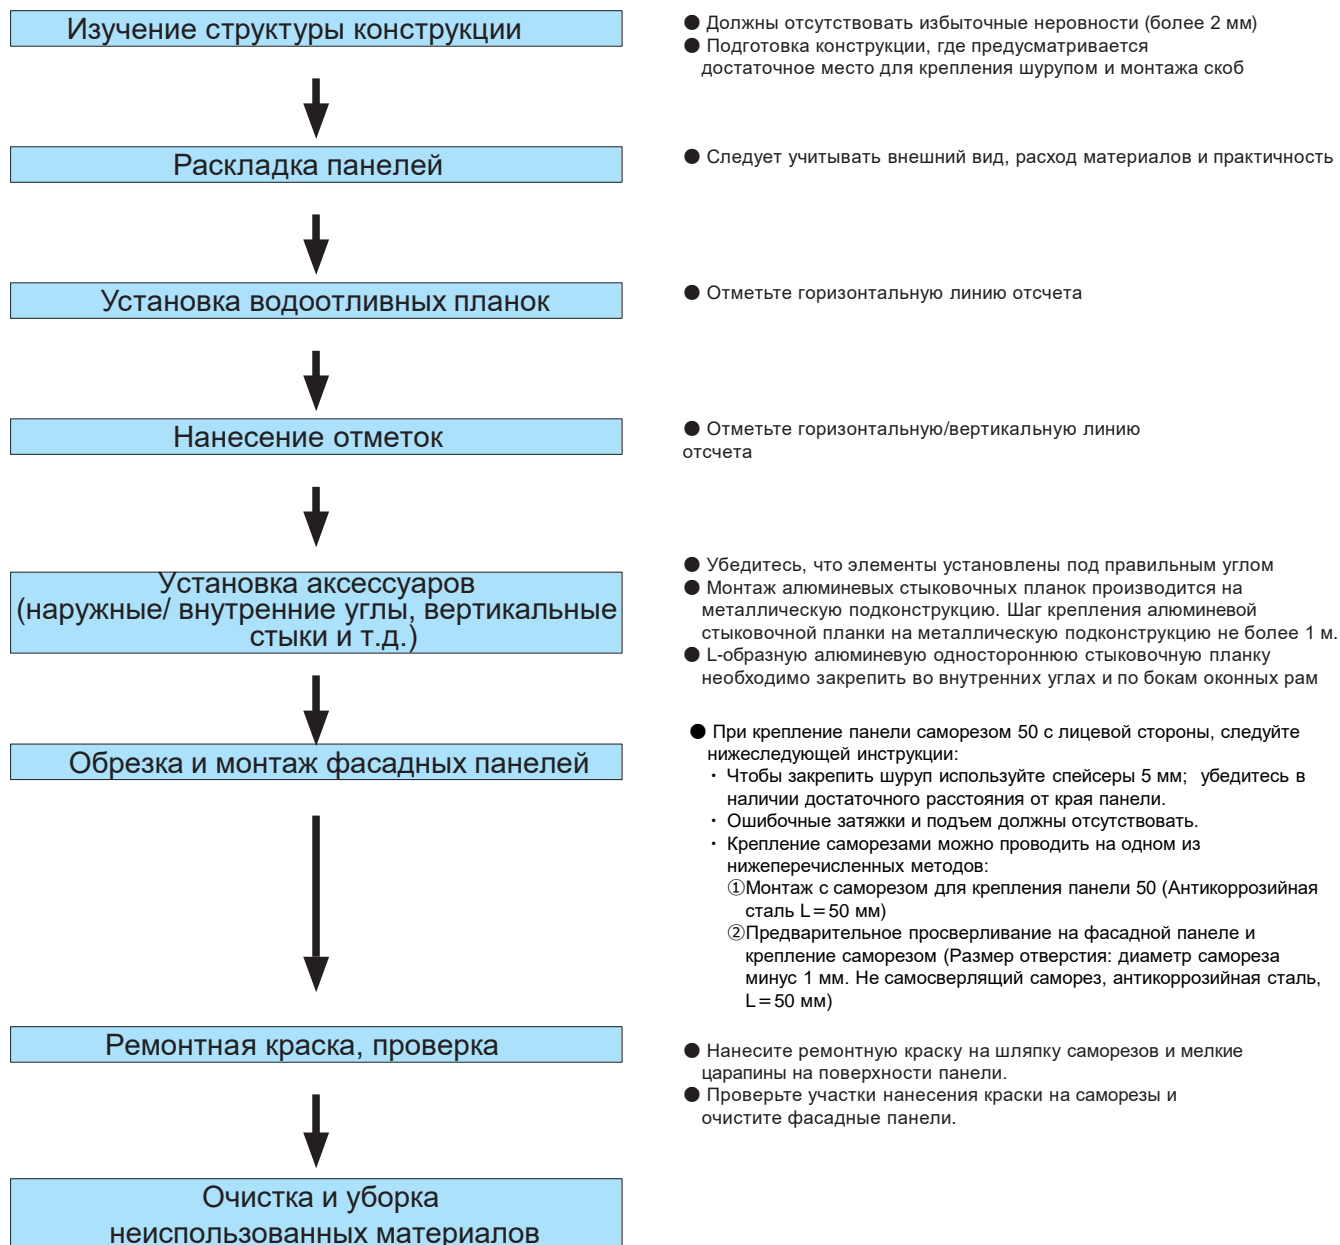 Изучение структуры конструкции
● Должны отсутствовать избыточные неровности (более 2 мм)
● Подготовка конструкции, где предусматривается
достаточное место для крепления шурупом и монтажа скоб
Раскладка панелей
● Следует учитывать внешний вид, расход материалов и практичность
Установка водоотливных планок
● Отметьте горизонтальную линию отсчета
Нанесение отметок
● Отметьте горизонтальную/вертикальную линию
отсчета
Установка аксессуаров
(наружные/ внутренние углы, вертикальные
стыки и т.д.)
● Убедитесь, что элементы установлены под правильным углом
● Монтаж алюминевых стыковочных планок производится на
металлическую подконструкцию. Шаг крепления алюминевой
стыковочной планки на металлическую подконструкцию не более 1 м.
● L-образную алюминевую одностороннюю стыковочную планку
необходимо закрепить во внутренних углах и по бокам оконных рам
Обрезка и монтаж фасадных панелей
● При крепление панели саморезом 50 с лицевой стороны, следуйте
нижеследующей инструкции:
・ Чтобы закрепить шуруп используйте спейсеры 5 мм; убедитесь в
наличии достаточного расстояния от края панели.
・ Ошибочные затяжки и подъем должны отсутствовать.
・ Крепление саморезами можно проводить на одном из
нижеперечисленных методов:
①Монтаж с саморезом для крепления панели 50 (Антикоррозийная
сталь L＝50 мм)
②Предварительное просверливание на фасадной панеле и
крепление саморезом (Размер отверстия: диаметр самореза
минус 1 мм. Не самосверлящий саморез, антикоррозийная сталь,
L＝50 мм)
Ремонтная краска, проверка
● Нанесите ремонтную краску на шляпку саморезов и мелкие
царапины на поверхности панели.
● Проверьте участки нанесения краски на саморезы и
очистите фасадные панели.
Очистка и уборка
неиспользованных материалов